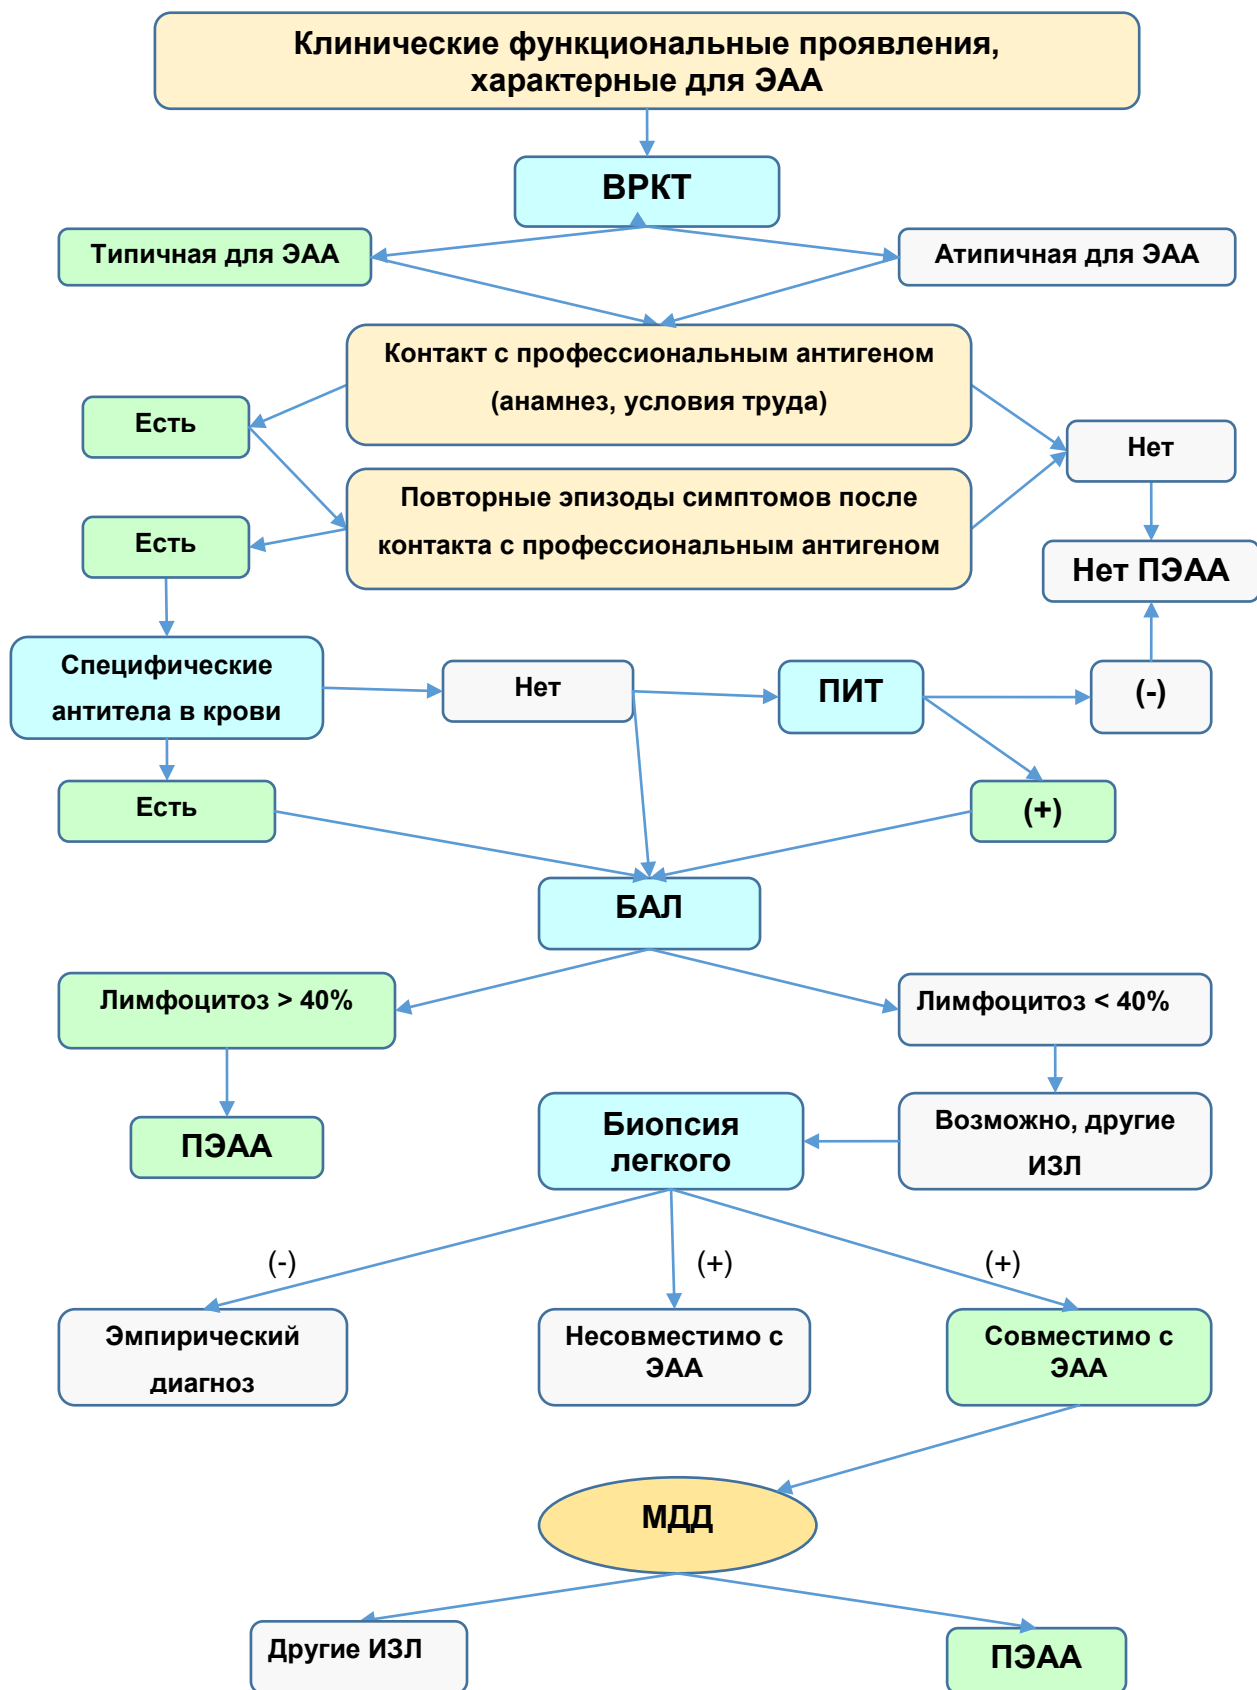 Клинические функциональные проявления,
характерные для ЭАА
ВРКТ
Типичная для ЭАА
Атипичная для ЭАА
Контакт с профессиональным антигеном
(анамнез, условия труда)
Есть
Нет
Повторные эпизоды симптомов после
контакта с профессиональным антигеном
Есть
Нет ПЭАА
Специфические
антитела в крови
Нет
ПИТ
(-)
Есть
(+)
БАЛ
Лимфоцитоз > 40%
Лимфоцитоз < 40%
ПЭАА
Биопсия
легкого
Возможно, другие
ИЗЛ
(-)
(+)
(+)
Эмпирический
диагноз
Несовместимо с
ЭАА
Совместимо с
ЭАА
МДД
Другие ИЗЛ
ПЭАА